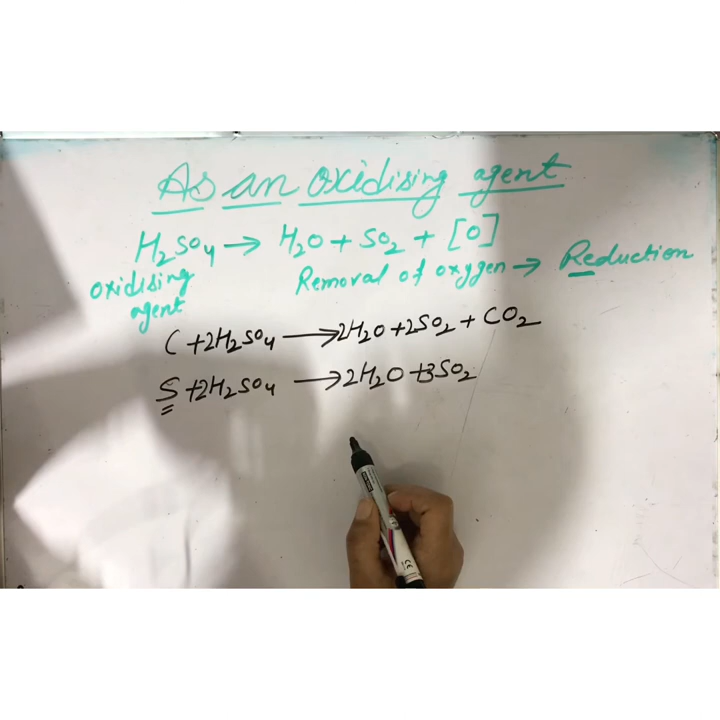 As an oxidising agent
H₂SO₄ → H₂O + SO₂ + [O]
oxidising agent
Removal of oxygen → Reduction
C + 2H₂SO₄ → 2H₂O + 2SO₂ + CO₂
S + 2H₂SO₄ → 2H₂O + 3SO₂